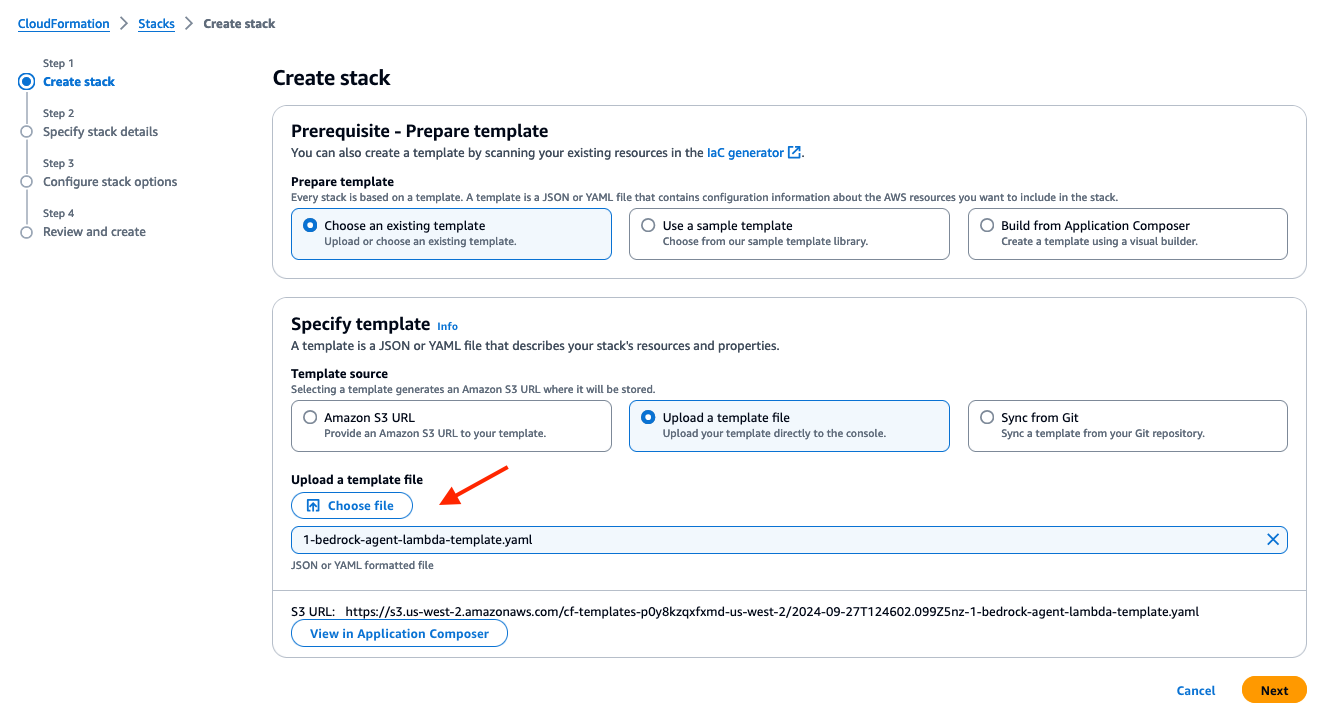 CloudFormation > Stacks > Create stack
Step 1
Create stack
Step 2
Specify stack details
Step 3
Configure stack options
Step 4
Review and create
Create stack
Prerequisite - Prepare template
You can also create a template by scanning your existing resources in the IaC generator.
Prepare template
Every stack is based on a template. A template is a JSON or YAML file that contains configuration information about the AWS resources you want to include in the stack.
Choose an existing template
Upload or choose an existing template.
Use a sample template
Choose from our sample template library.
Build from Application Composer
Create a template using a visual builder.
Specify template Info
A template is a JSON or YAML file that describes your stack's resources and properties.
Template source
Selecting a template generates an Amazon S3 URL where it will be stored.
Amazon S3 URL
Provide an Amazon S3 URL to your template.
Upload a template file
Upload your template directly to the console.
Sync from Git
Sync a template from your Git repository.
Upload a template file
Choose file
1-bedrock-agent-lambda-template.yaml
JSON or YAML formatted file
S3 URL: https://s3.us-west-2.amazonaws.com/cf-templates-p0y8kzqxfxmd-us-west-2/2024-09-27T124602.099Z5nz-1-bedrock-agent-lambda-template.yaml
View in Application Composer
Cancel
Next